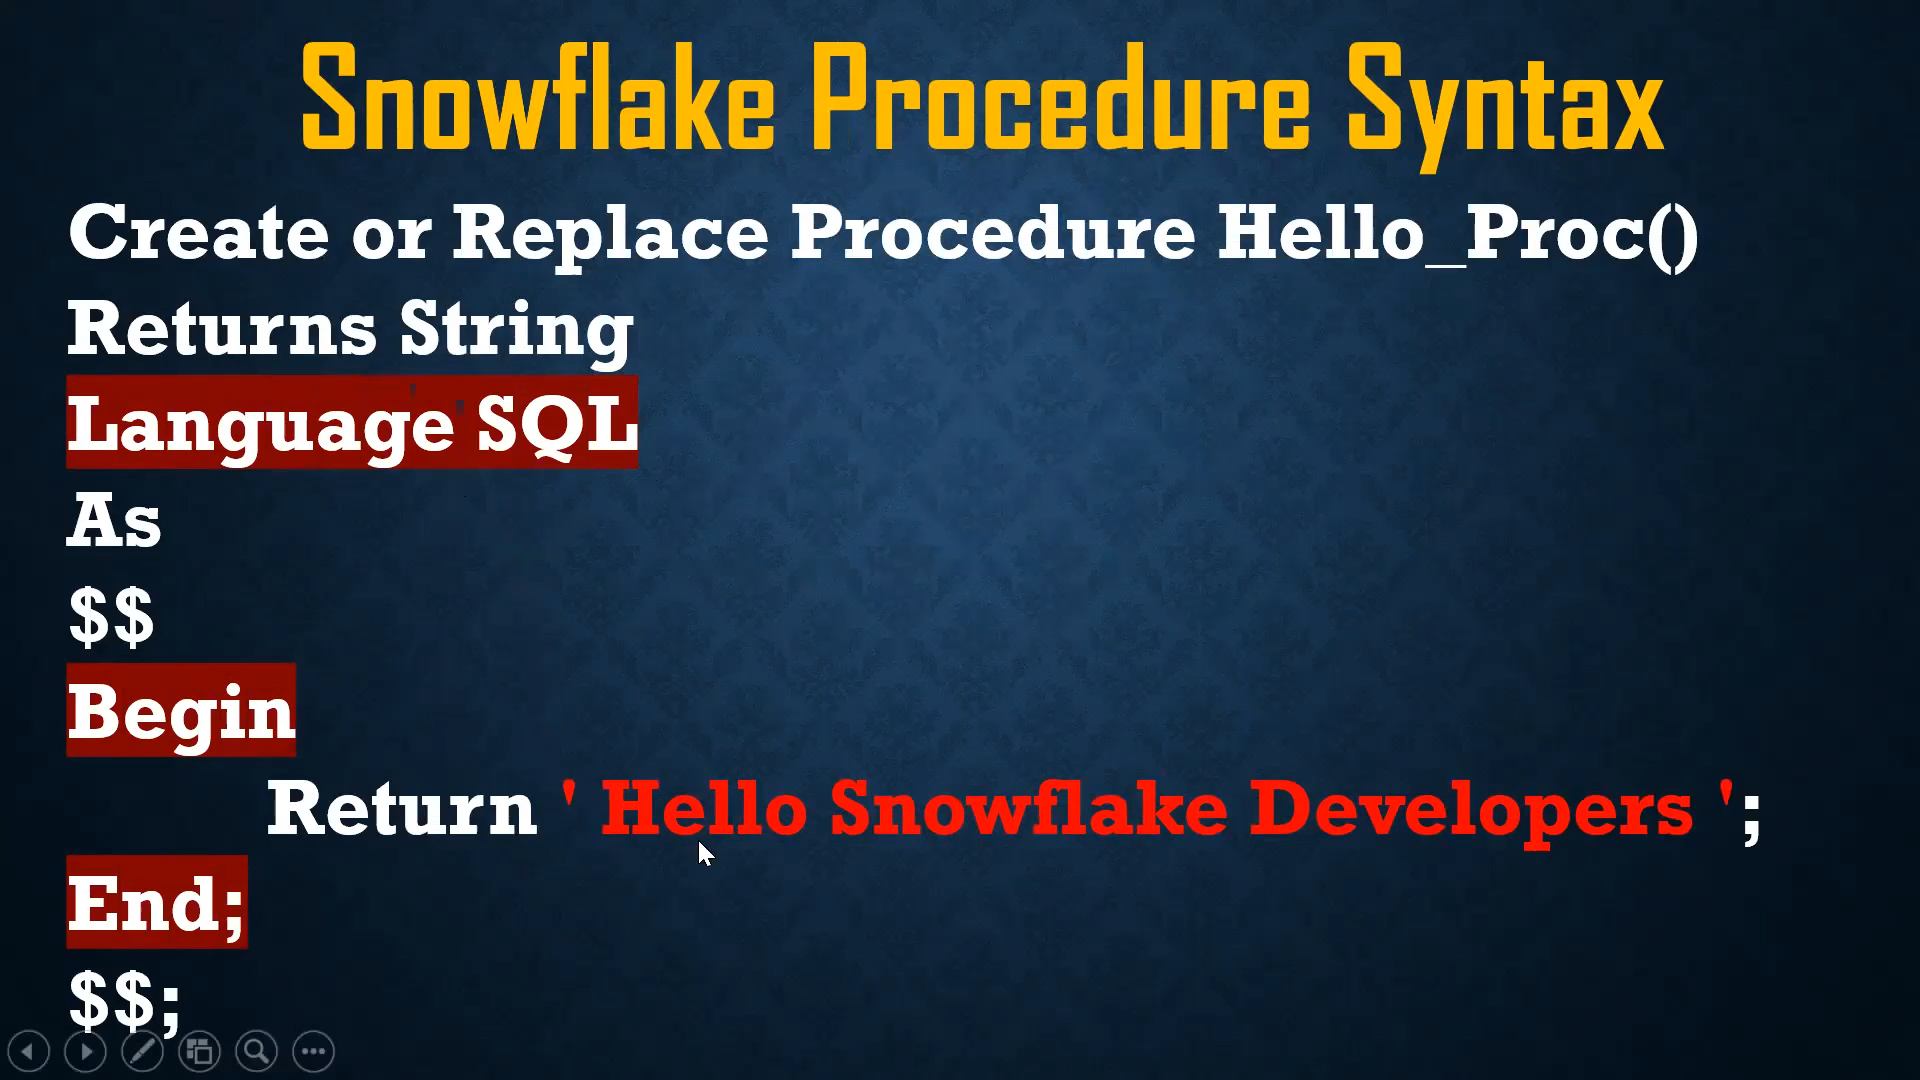 Snowflake Procedure Syntax
Create or Replace Procedure Hello_Proc()
Returns String
Language SQL
As
$$
Begin
Return ' Hello Snowflake Developers ';
End;
$$;